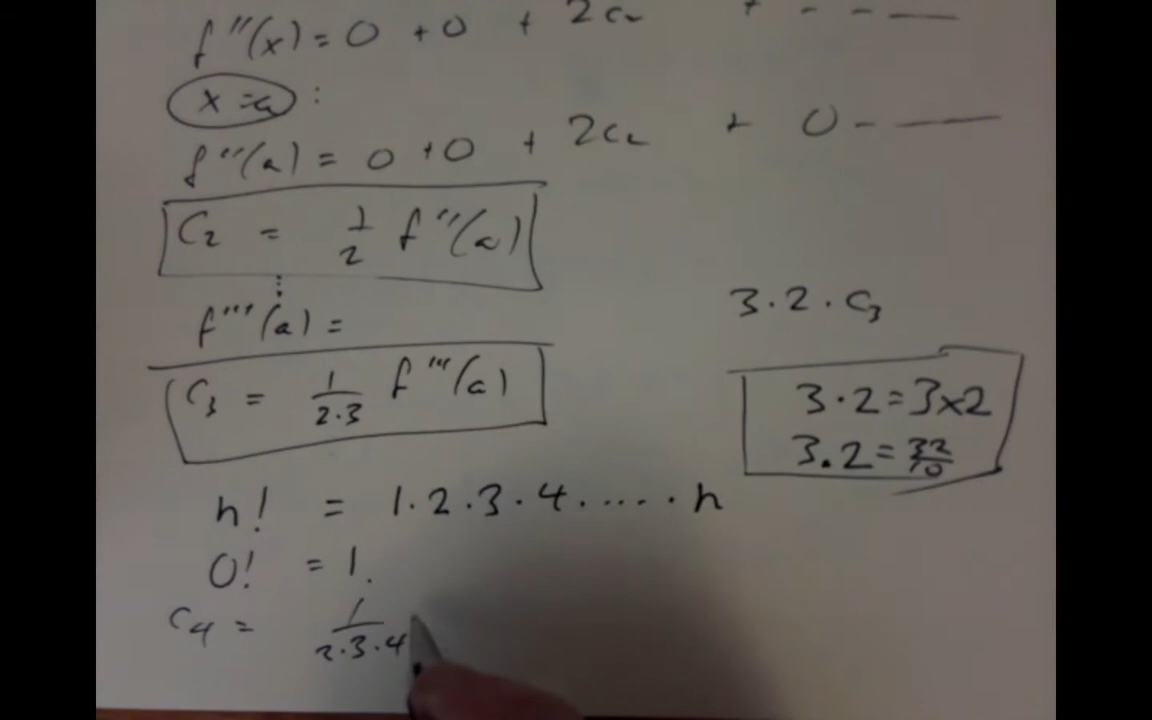 f''(x) = 0 + 0 + 2c₂ + - - —
x = a :
f''(a) = 0 + 0 + 2c₂ + 0 - —
C₂ = 1/2 f''(a)
⋮
f'''(a) =
3·2·C₃
C₃ = 1/2·3 f'''(a)
3·2 = 3×2
3.2 = 32/10
n! = 1·2·3·4·....·n
0! = 1.
C₄ = 1/2·3·4